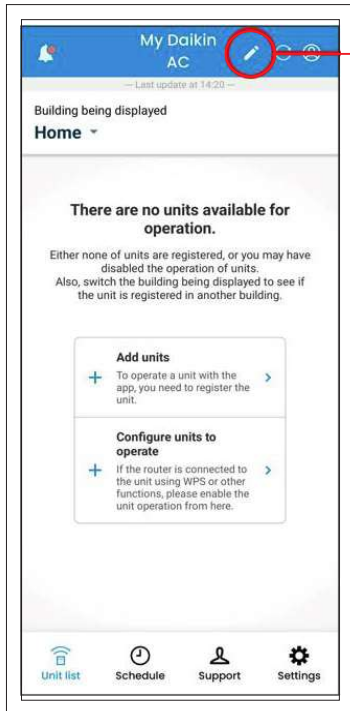 My Daikin
AC
— Last update at 14:20 —
Building being displayed
Home
There are no units available for
operation.
Either none of units are registered, or you may have
disabled the operation of units.
Also, switch the building being displayed to see if
the unit is registered in another building.
Add units
To operate a unit with the
app, you need to register the
unit.
Configure units to
operate
If the router is connected to
the unit using WPS or other
functions, please enable the
unit operation from here.
Unit list
Schedule
Support
Settings